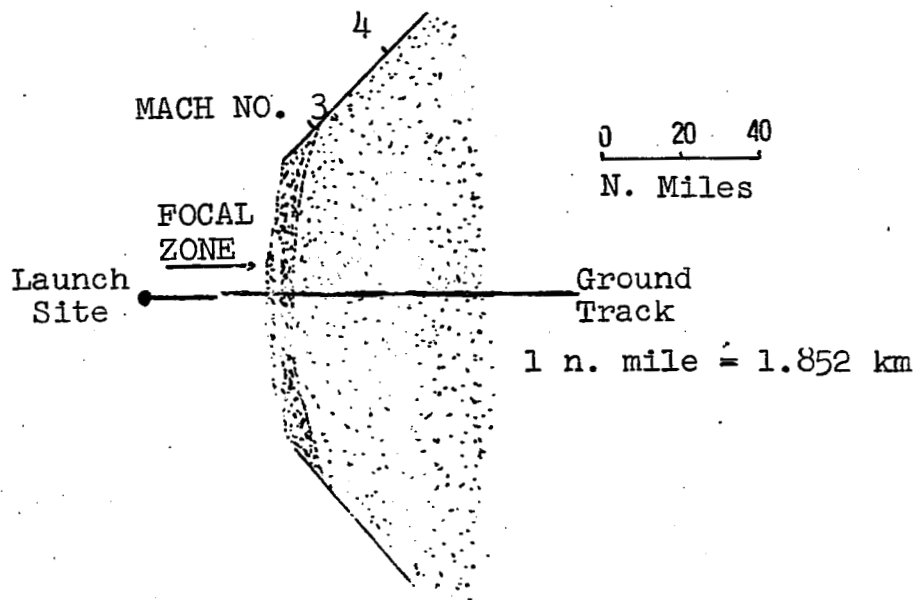 4
MACH NO. 3
0 20 40
N. Miles
FOCAL
ZONE
Launch
Site
Ground
Track
1 n. mile = 1.852 km